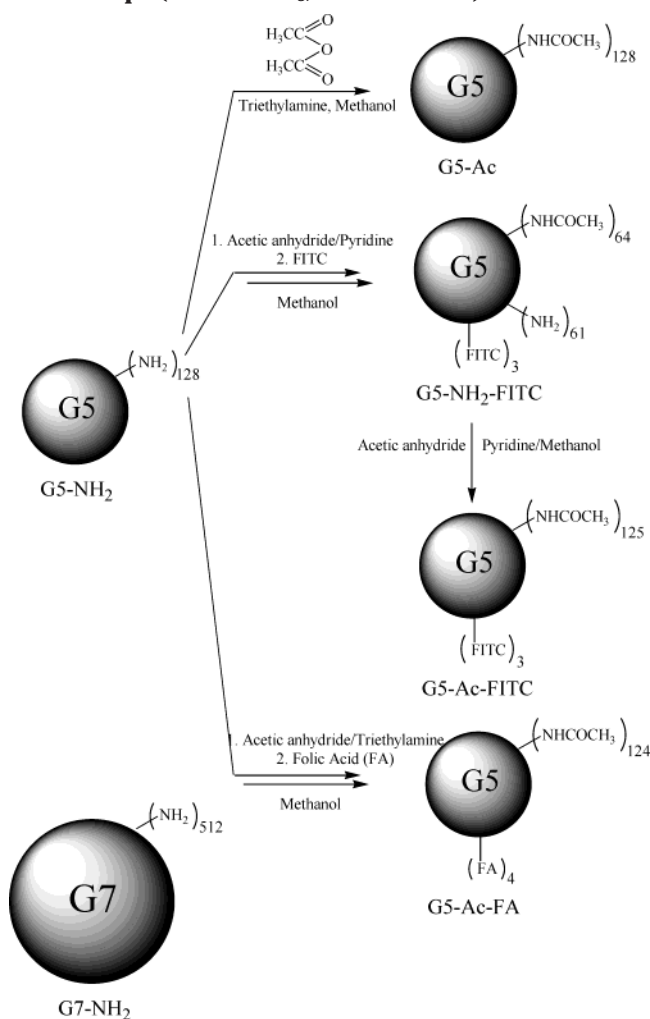 H₃CC=O
O
H₃CC=O
Triethylamine, Methanol
G5
(NHCOCH₃)₁₂₈
G5-Ac
1. Acetic anhydride/Pyridine
2. FITC
Methanol
G5
(NHCOCH₃)₆₄
(NH₂)₆₁
(FITC)₃
G5-NH₂-FITC
G5
(NH₂)₁₂₈
G5-NH₂
Acetic anhydride
Pyridine/Methanol
G5
(NHCOCH₃)₁₂₅
(FITC)₃
G5-Ac-FITC
1. Acetic anhydride/Triethylamine
2. Folic Acid (FA)
Methanol
G5
(NHCOCH₃)₁₂₄
(FA)₄
G5-Ac-FA
G7
(NH₂)₅₁₂
G7-NH₂